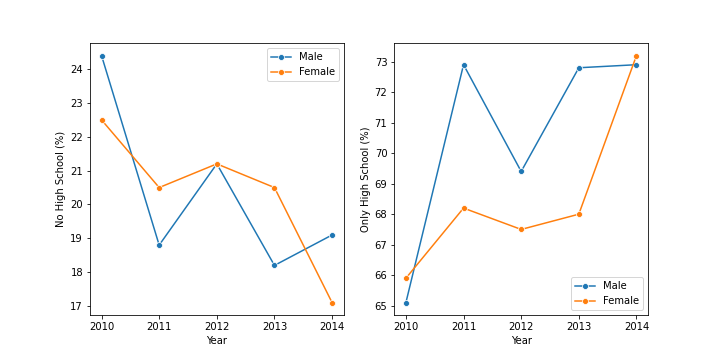 No High School (%)
24
23
22
21
20
19
18
17
2010 2011 2012 2013 2014
Year
Male
Female
Only High School (%)
73
72
71
70
69
68
67
66
65
2010 2011 2012 2013 2014
Year
Male
Female